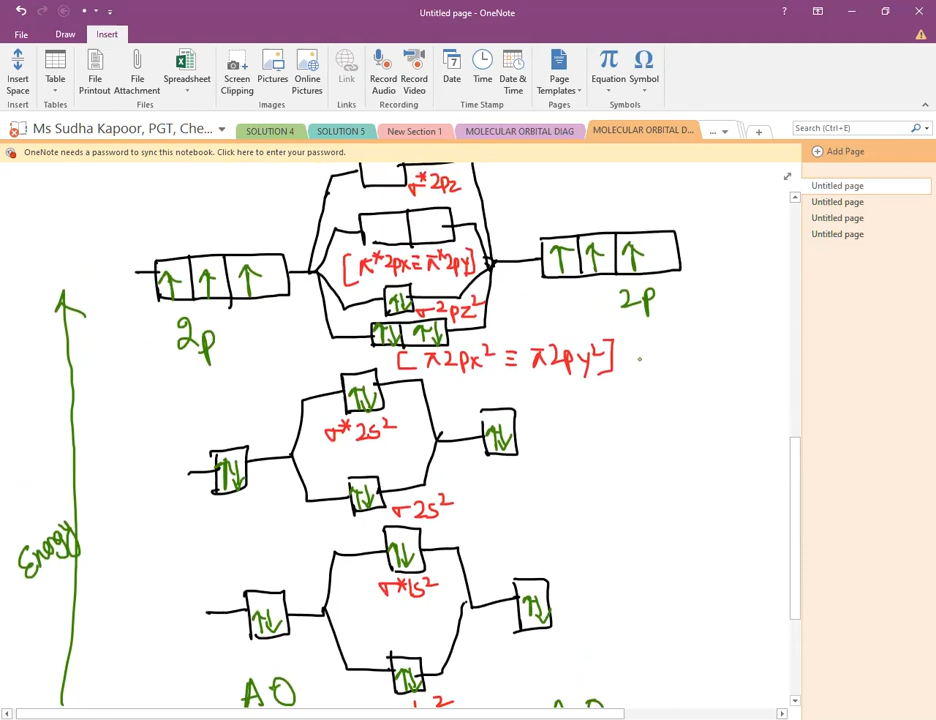 Untitled page - OneNote
File Draw Insert
Insert Space Table File Printout File Attachment Spreadsheet Screen Clipping Pictures Online Pictures Link Record Audio Record Video Date Time Date & Time Page Templates Equation Symbol
Insert Tables Files Images Links Recording Time Stamp Pages Symbols
Ms Sudha Kapoor, PGT, Che... SOLUTION 4 SOLUTION 5 New Section 1 MOLECULAR ORBITAL DIAG MOLECULAR ORBITAL D... ... Search (Ctrl+E)
OneNote needs a password to sync this notebook. Click here to enter your password.
Add Page
Untitled page
Untitled page
Untitled page
Untitled page
σ*2pz
[π*2px ≡ π*2py]
σ2pz²
2p
2p
[π2px² ≡ π2py²]
σ*2s²
σ2s²
Energy
σ*1s²
AO